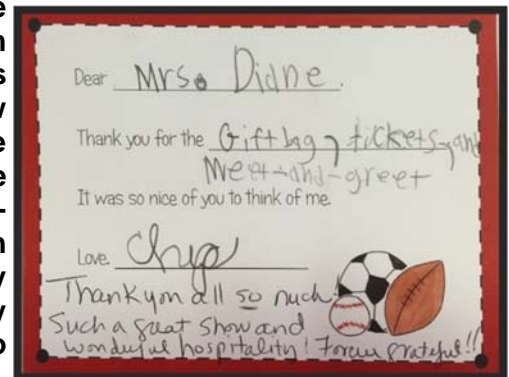 Dear Mrs. Diane.
Thank you for the Gift bag, tickets, and
Meet-and-greet
It was so nice of you to think of me.
Love, Chip
Thank you all so much!
Such a great show and
wonderful hospitality! Forever grateful!!